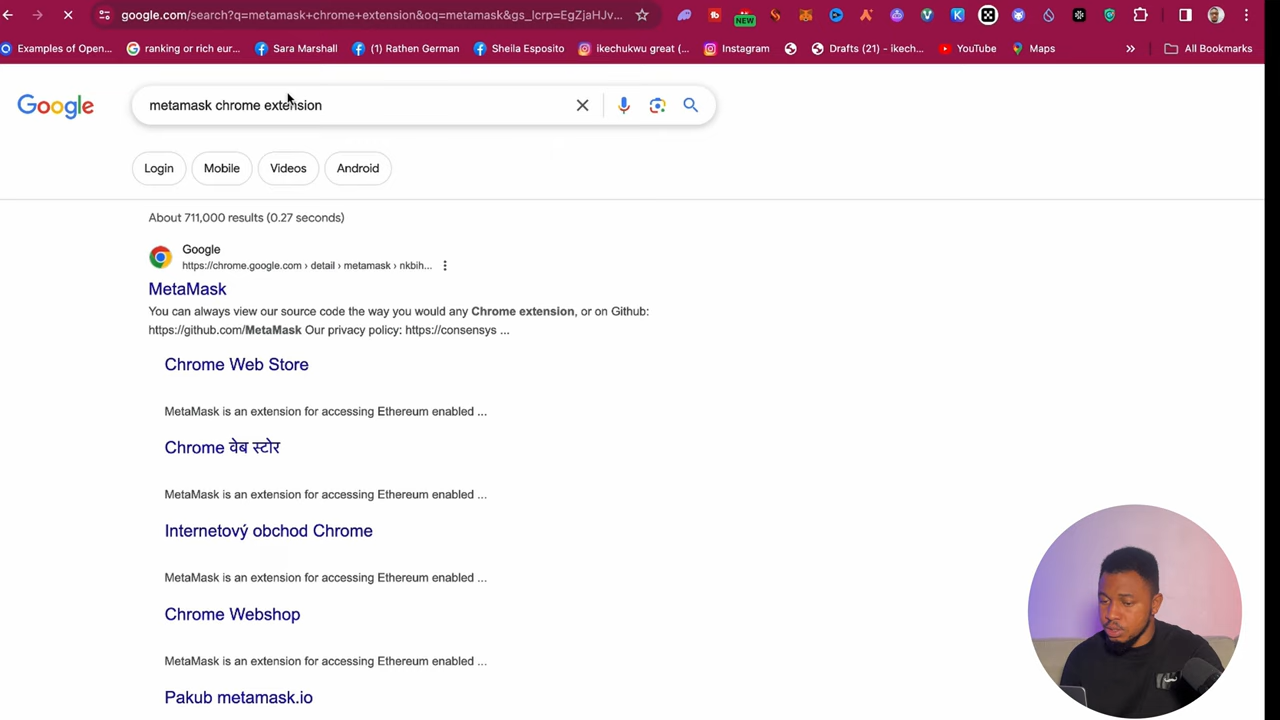 google.com/search?q=metamask+chrome+extension&oq=metamask&gs_lcrp=EgZjaHJv...
NEW
Examples of Open...
ranking or rich eur...
Sara Marshall
(1) Rathen German
Sheila Esposito
ikechukwu great (...
Instagram
Drafts (21) - ikech...
YouTube
Maps
»
All Bookmarks
Google
metamask chrome extension
Login
Mobile
Videos
Android
About 711,000 results (0.27 seconds)
Google
https://chrome.google.com › detail › metamask › nkbih...
MetaMask
You can always view our source code the way you would any Chrome extension, or on Github:
https://github.com/MetaMask Our privacy policy: https://consensys ...
Chrome Web Store
MetaMask is an extension for accessing Ethereum enabled ...
Chrome वेब स्टोर
MetaMask is an extension for accessing Ethereum enabled ...
Internetový obchod Chrome
MetaMask is an extension for accessing Ethereum enabled ...
Chrome Webshop
MetaMask is an extension for accessing Ethereum enabled ...
Pakub metamask.io